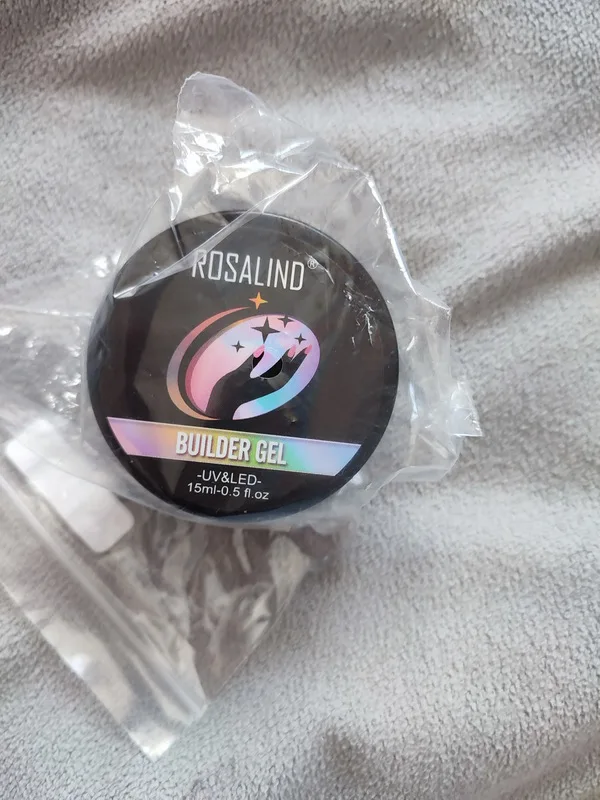 ROSALIND®
BUILDER GEL
-UV&LED-
15ml-0.5 fl.oz